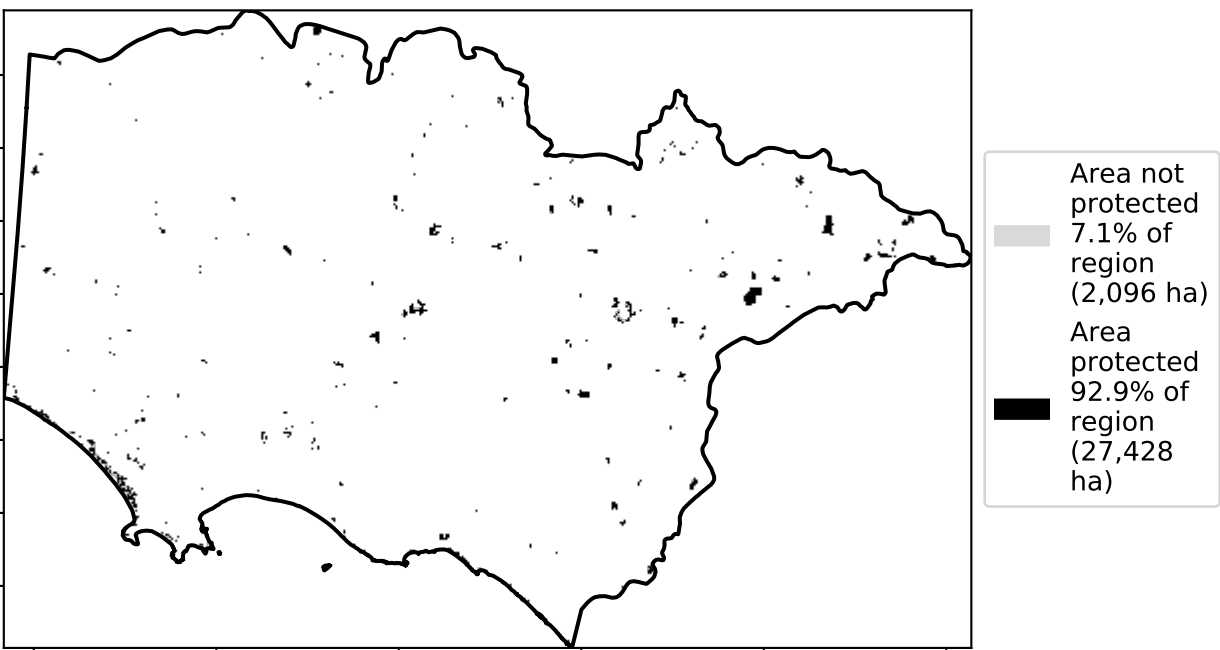 Area not
protected
7.1% of
region
(2,096 ha)
Area
protected
92.9% of
region
(27,428
ha)